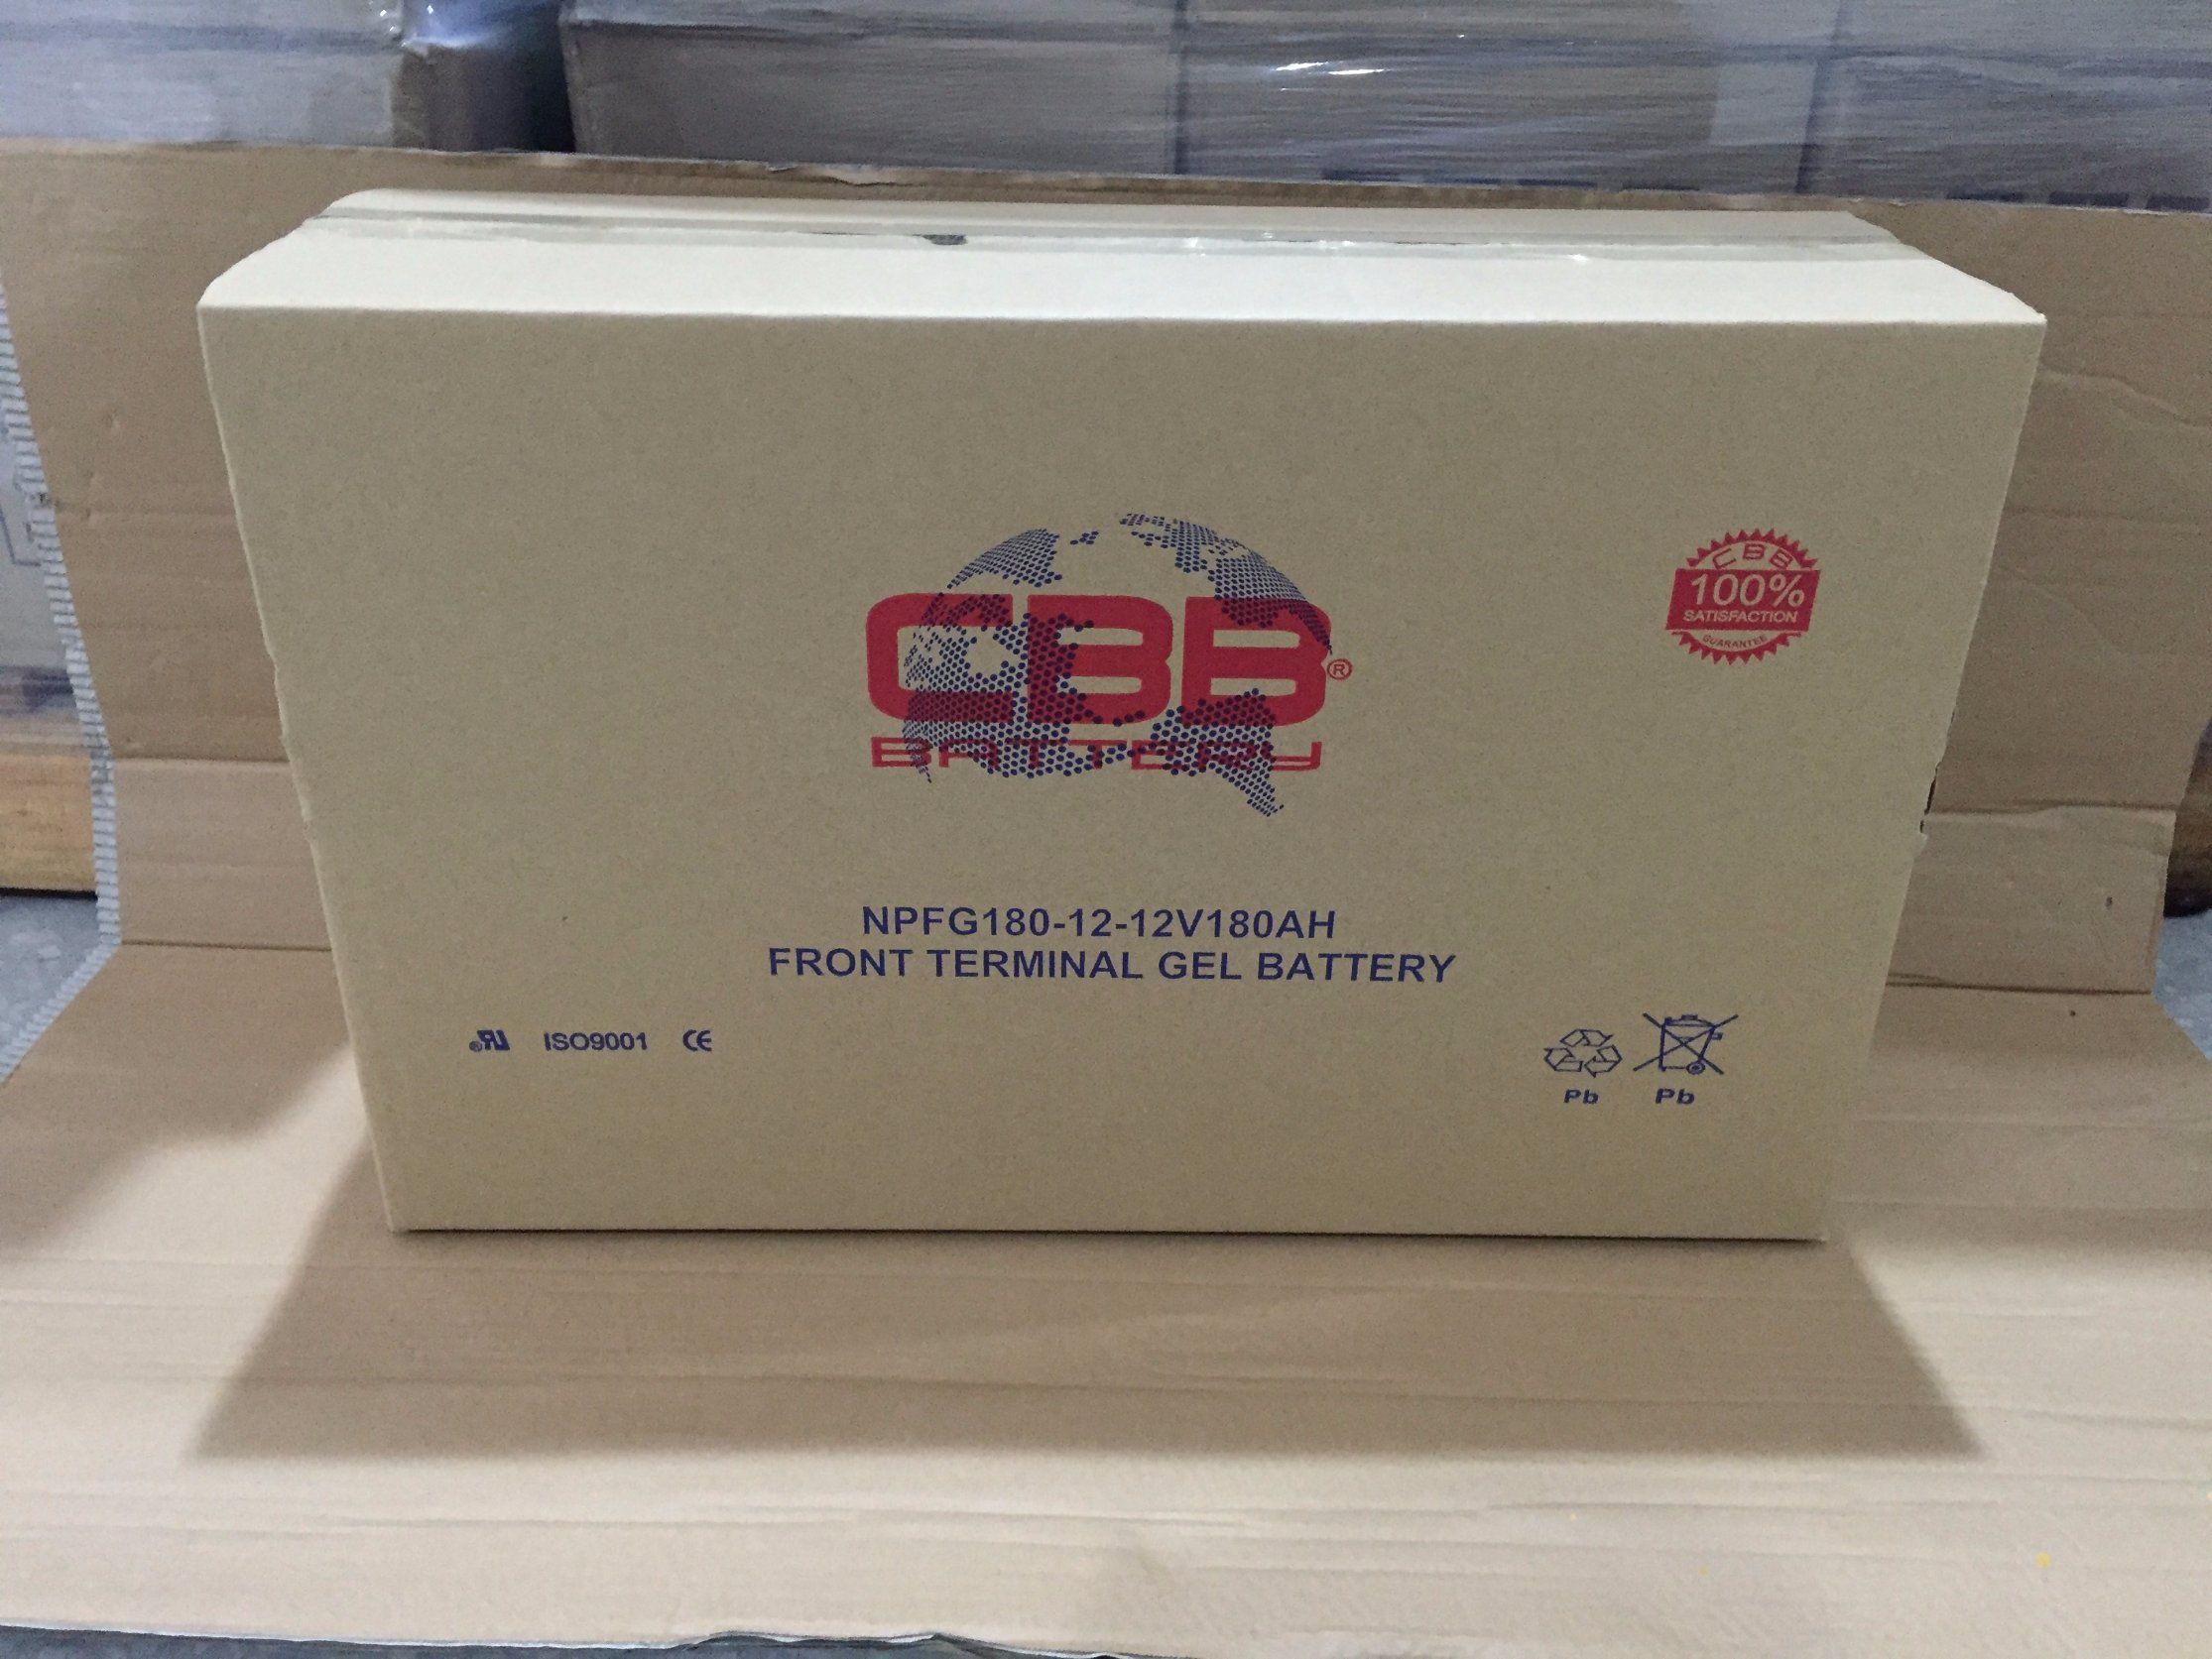 CBB®
BATTERY
CBB
100%
SATISFACTION
GUARANTEE
NPFG180-12-12V180AH
FRONT TERMINAL GEL BATTERY
ISO9001 CE
Pb Pb